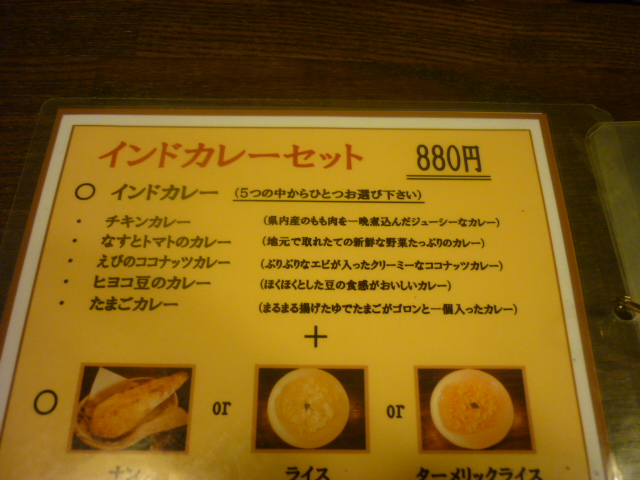 インドカレーセット 880円
○ インドカレー (5つの中からひとつお選び下さい)
・ チキンカレー (県内産のもも肉を一晩煮込んだジューシーなカレー)
・ なすとトマトのカレー (地元で取れたての新鮮な野菜たっぷりのカレー)
・ えびのココナッツカレー (ぷりぷりなエビが入ったクリーミーなココナッツカレー)
・ ヒヨコ豆のカレー (ほくほくとした豆の食感がおいしいカレー)
・ たまごカレー (まるまる揚げたゆでたまごがゴロンと一個入ったカレー)
＋
○ or or
ナン ライス ターメリックライス